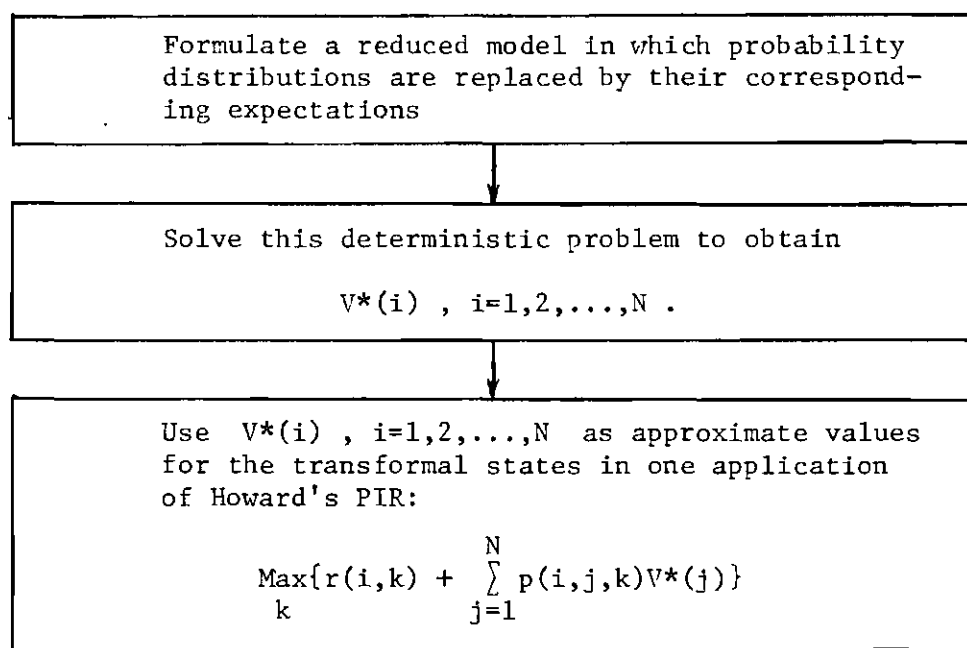 Formulate a reduced model in which probability
distributions are replaced by their correspond-
ing expectations
Solve this deterministic problem to obtain
V*(i) , i=1,2,...,N .
Use V*(i) , i=1,2,...,N as approximate values
for the transformal states in one application
of Howard's PIR:
N
Max{r(i,k) + ∑ p(i,j,k)V*(j)}
k j=1